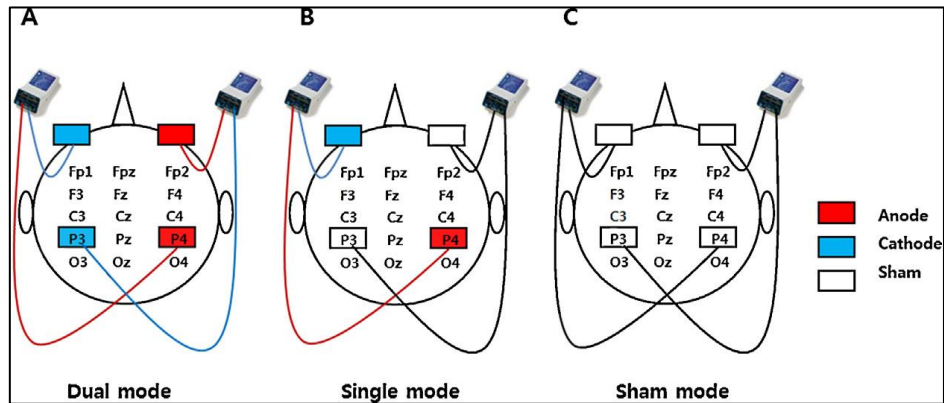 A B C
Fp1 Fpz Fp2 Fp1 Fpz Fp2 Fp1 Fpz Fp2
F3 Fz F4 F3 Fz F4 F3 Fz F4
C3 Cz C4 C3 Cz C4 C3 Cz C4 Anode
P3 Pz P4 P3 Pz P4 P3 Pz P4 Cathode
O3 Oz O4 O3 Oz O4 O3 Oz O4 Sham
Dual mode Single mode Sham mode